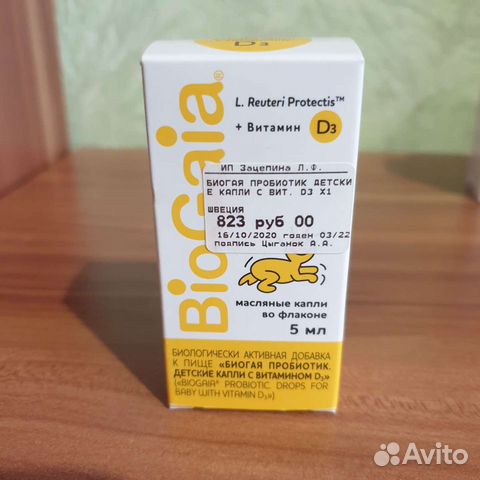 D3
BioGaia®
L. Reuteri Protectis™
+ Витамин D3
ИП Зацепина Л.Ф.
БИОГАЯ ПРОБИОТИК ДЕТСКИ
Е КАПЛИ С ВИТ. D3 X1
ШВЕЦИЯ
823 руб 00
16/10/2020 годен 03/22
подпись Цыганок А.А.
масляные капли
во флаконе
5 мл
БИОЛОГИЧЕСКИ АКТИВНАЯ ДОБАВКА
К ПИЩЕ «БИОГАЯ ПРОБИОТИК.
ДЕТСКИЕ КАПЛИ С ВИТАМИНОМ D3»
(«BIOGAIA® PROBIOTIC. DROPS FOR
BABY WITH VITAMIN D3»)
Avito